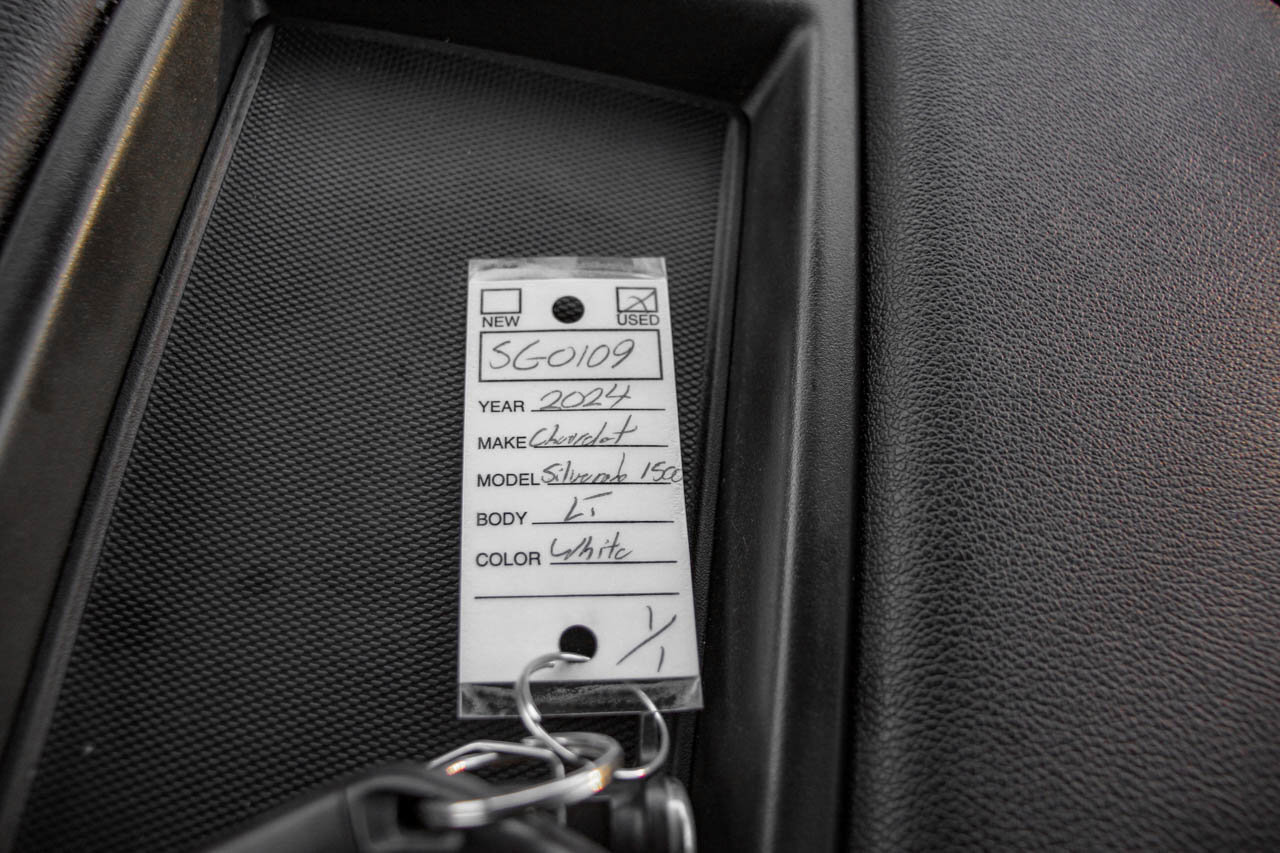 NEW USED
SG0109
YEAR 2024
MAKE Chevrolet
MODEL Silverado 1500
BODY LT
COLOR White
1/1